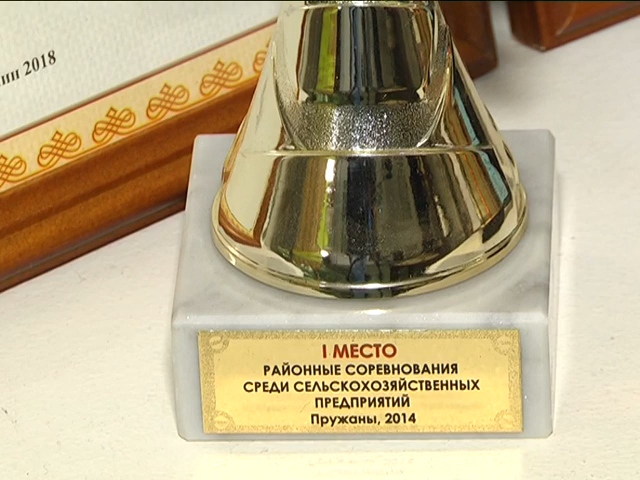 2018
I МЕСТО
РАЙОННЫЕ СОРЕВНОВАНИЯ
СРЕДИ СЕЛЬСКОХОЗЯЙСТВЕННЫХ
ПРЕДПРИЯТИЙ
Пружаны, 2014